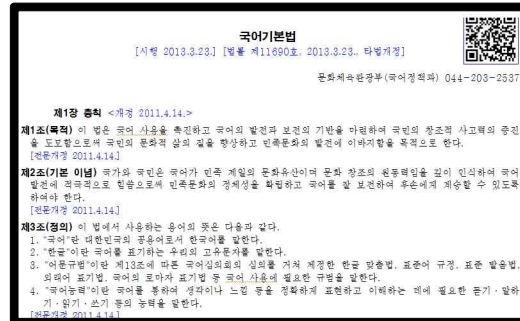 국어기본법
[시행 2013.3.23.] [법률 제11690호, 2013.3.23., 타법개정]
문화체육관광부(국어정책과) 044-203-2537
제1장 총칙 <개정 2011.4.14.>
제1조(목적) 이 법은 국어 사용을 촉진하고 국어의 발전과 보전의 기반을 마련하여 국민의 창조적 사고력의 증진
을 도모함으로써 국민의 문화적 삶의 질을 향상하고 민족문화의 발전에 이바지함을 목적으로 한다.
[전문개정 2011.4.14.]
제2조(기본 이념) 국가와 국민은 국어가 민족 제일의 문화유산이며 문화 창조의 원동력임을 깊이 인식하여 국어
발전에 적극적으로 힘씀으로써 민족문화의 정체성을 확립하고 국어를 잘 보전하여 후손에게 계승할 수 있도록
하여야 한다.
[전문개정 2011.4.14.]
제3조(정의) 이 법에서 사용하는 용어의 뜻은 다음과 같다.
1. "국어"란 대한민국의 공용어로서 한국어를 말한다.
2. "한글"이란 국어를 표기하는 우리의 고유문자를 말한다.
3. "어문규범"이란 제13조에 따른 국어심의회의 심의를 거쳐 제정한 한글 맞춤법, 표준어 규정, 표준 발음법,
외래어 표기법, 국어의 로마자 표기법 등 국어 사용에 필요한 규범을 말한다.
4. "국어능력"이란 국어를 통하여 생각이나 느낌 등을 정확하게 표현하고 이해하는 데에 필요한 듣기·말하
기·읽기·쓰기 등의 능력을 말한다.
[전문개정 2011.4.14.]